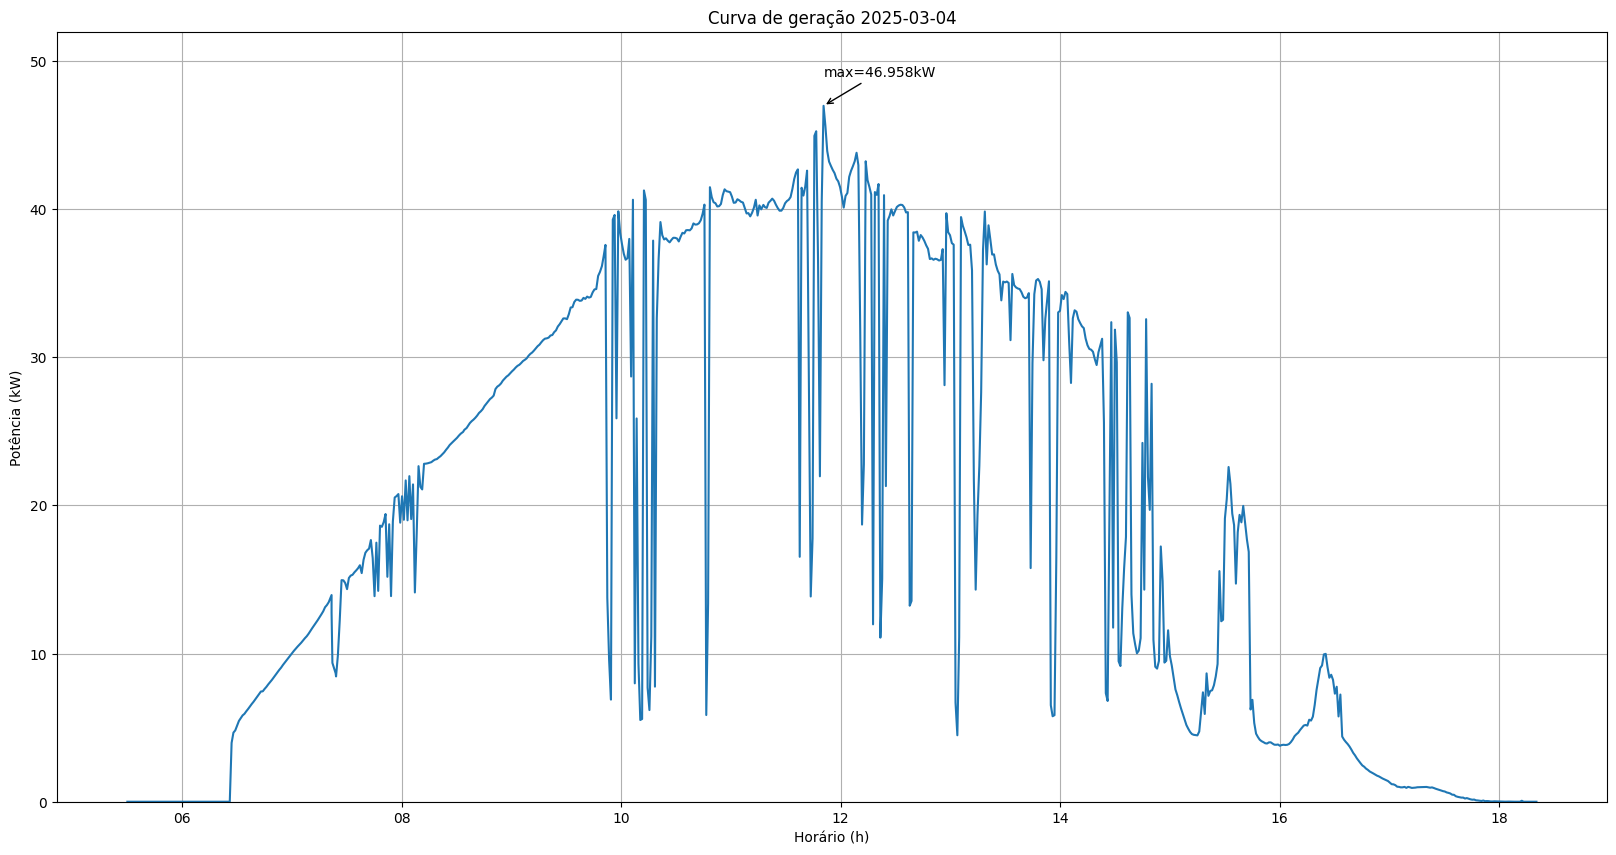 Curva de geração 2025-03-04
max=46.958kW
50
40
30
20
10
0
Potência (kW)
06 08 10 12 14 16 18
Horário (h)